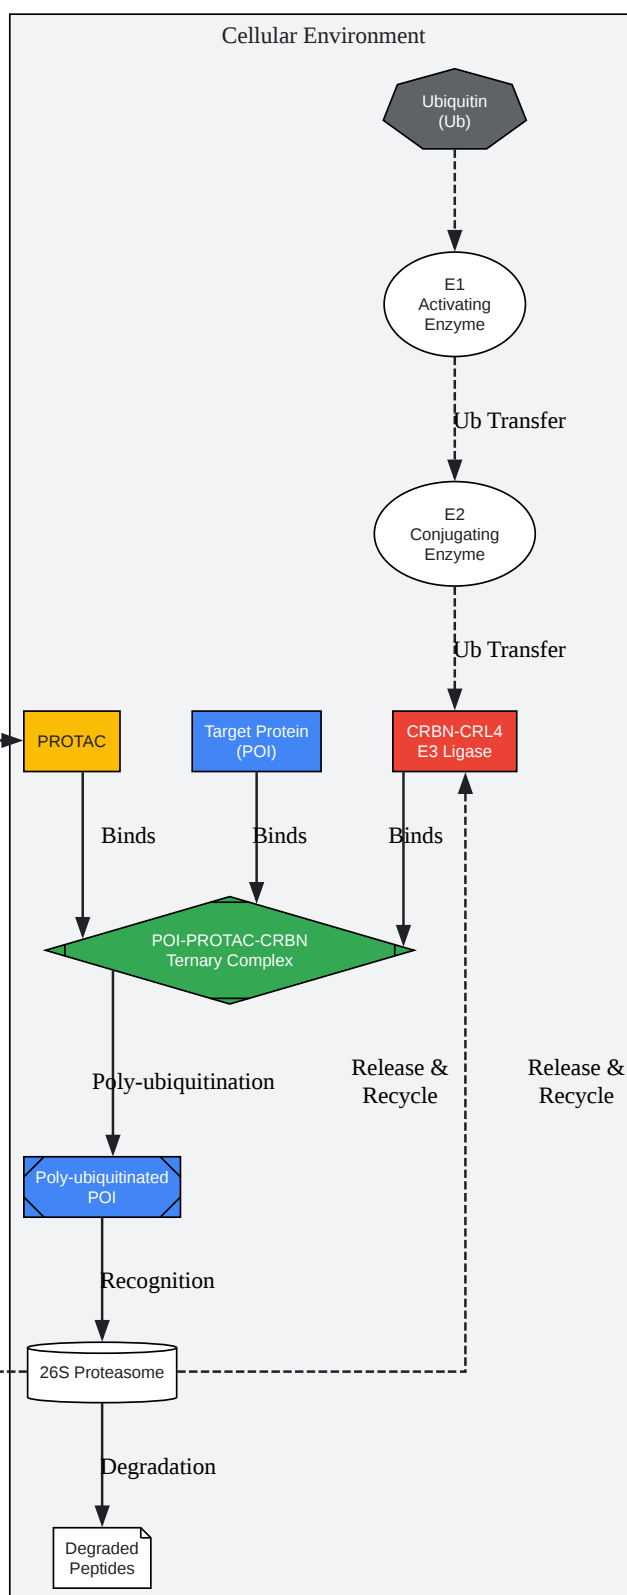 Cellular Environment
Ubiquitin
(Ub)
E1
Activating
Enzyme
Ub Transfer
E2
Conjugating
Enzyme
Ub Transfer
PROTAC
Target Protein
(POI)
CRBN-CRL4
E3 Ligase
Binds
Binds
Binds
POI-PROTAC-CRBN
Ternary Complex
Poly-ubiquitination
Release &
Recycle
Release &
Recycle
Poly-ubiquitinated
POI
Recognition
26S Proteasome
Degradation
Degraded
Peptides